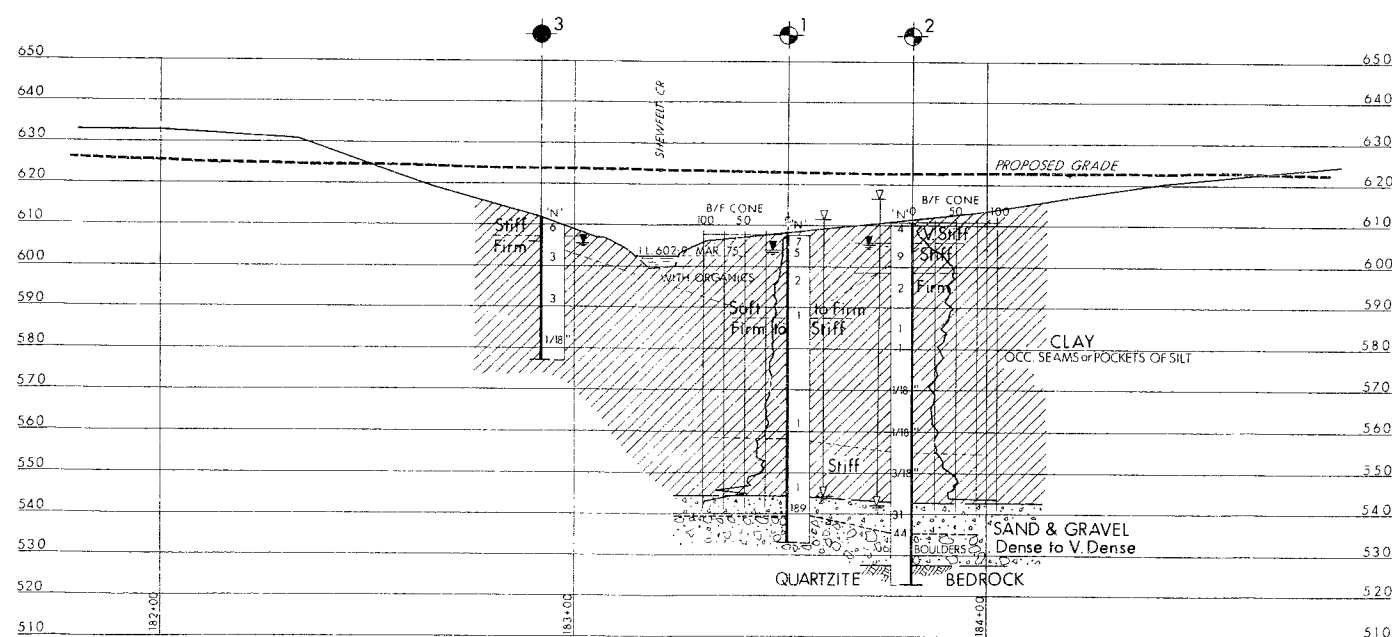 3
1
2
650 650
640 640
630 630
620 620
610 610
600 600
590 590
580 580
570 570
560 560
550 550
540 540
530 530
520 520
510 510
SHEWFELT CR
PROPOSED GRADE
B/F CONE
100 50
B/F CONE
0 50 100
'N'
6
3
3
1/18"
'N'
7
5
2
1
1
1
189
'N'
4
9
2
1
1
1/18"
1/18"
3/18"
31
44
Stiff
Firm
602.9 MAR. 75
WITH ORGANICS
Soft to Firm
Firm to Stiff
Stiff
V. Stiff
Stiff
Firm
CLAY
OCC. SEAMS or POCKETS OF SILT
SAND & GRAVEL
Dense to V. Dense
BOULDERS
QUARTZITE BEDROCK
182+00
183+00
184+00